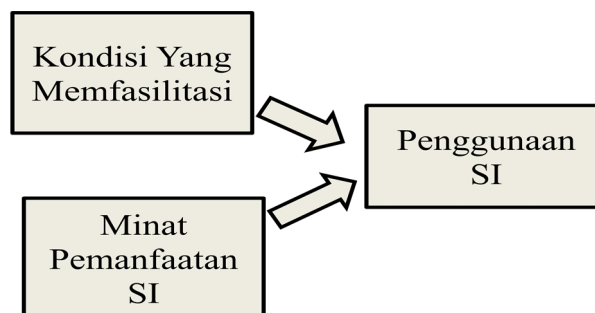 Kondisi Yang
Memfasilitasi
Penggunaan
SI
Minat
Pemanfaatan
SI